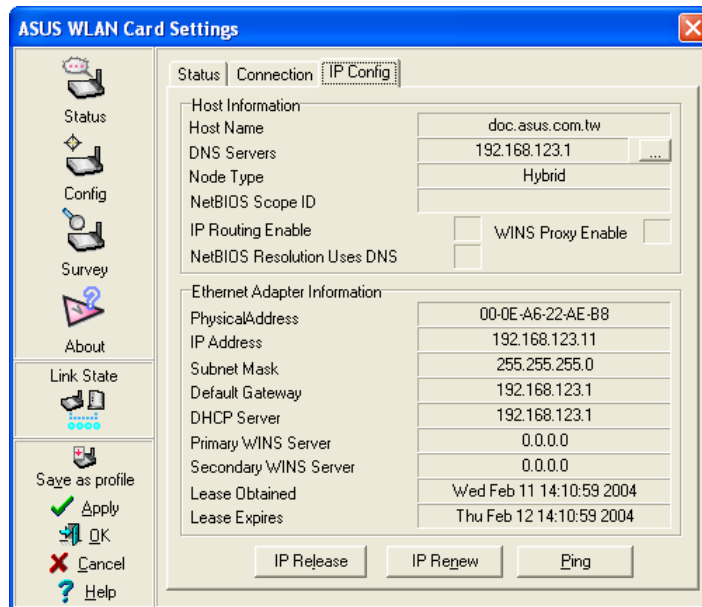 ASUS WLAN Card Settings
Status
Config
Survey
About
Link State
Save as profile
Apply
OK
Cancel
Help
Status Connection IP Config
Host Information
Host Name doc.asus.com.tw
DNS Servers 192.168.123.1 ...
Node Type Hybrid
NetBIOS Scope ID
IP Routing Enable WINS Proxy Enable
NetBIOS Resolution Uses DNS
Ethernet Adapter Information
PhysicalAddress 00-0E-A6-22-AE-B8
IP Address 192.168.123.11
Subnet Mask 255.255.255.0
Default Gateway 192.168.123.1
DHCP Server 192.168.123.1
Primary WINS Server 0.0.0.0
Secondary WINS Server 0.0.0.0
Lease Obtained Wed Feb 11 14:10:59 2004
Lease Expires Thu Feb 12 14:10:59 2004
IP Release IP Renew Ping